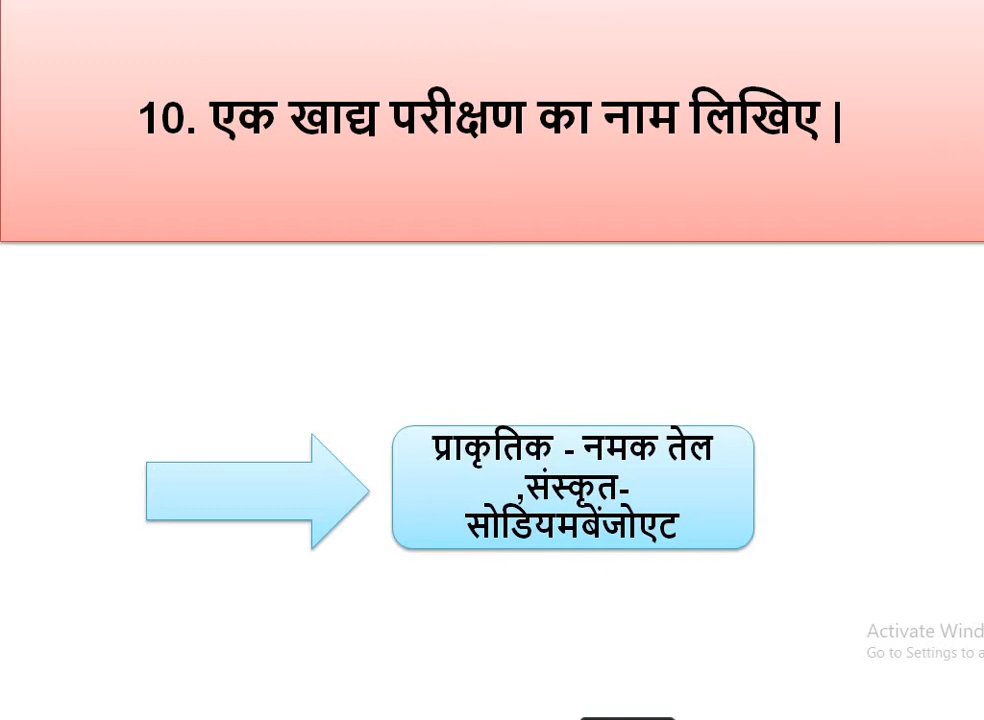 10. एक खाद्य परीक्षण का नाम लिखिए |
प्राकृतिक - नमक तेल
,संस्कृत-
सोडियमबेंजोएट
Activate Wind
Go to Settings to a